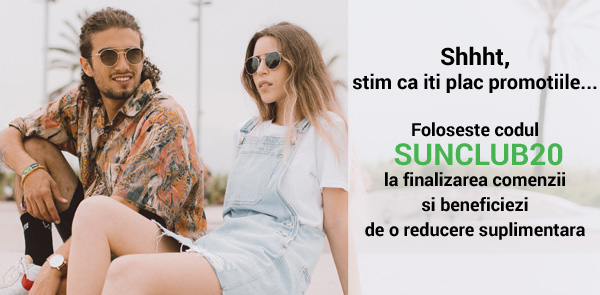 Shhht,
stim ca iti plac promotiile...
Foloseste codul
SUNCLUB20
la finalizarea comenzii
si beneficiezi
de o reducere suplimentara